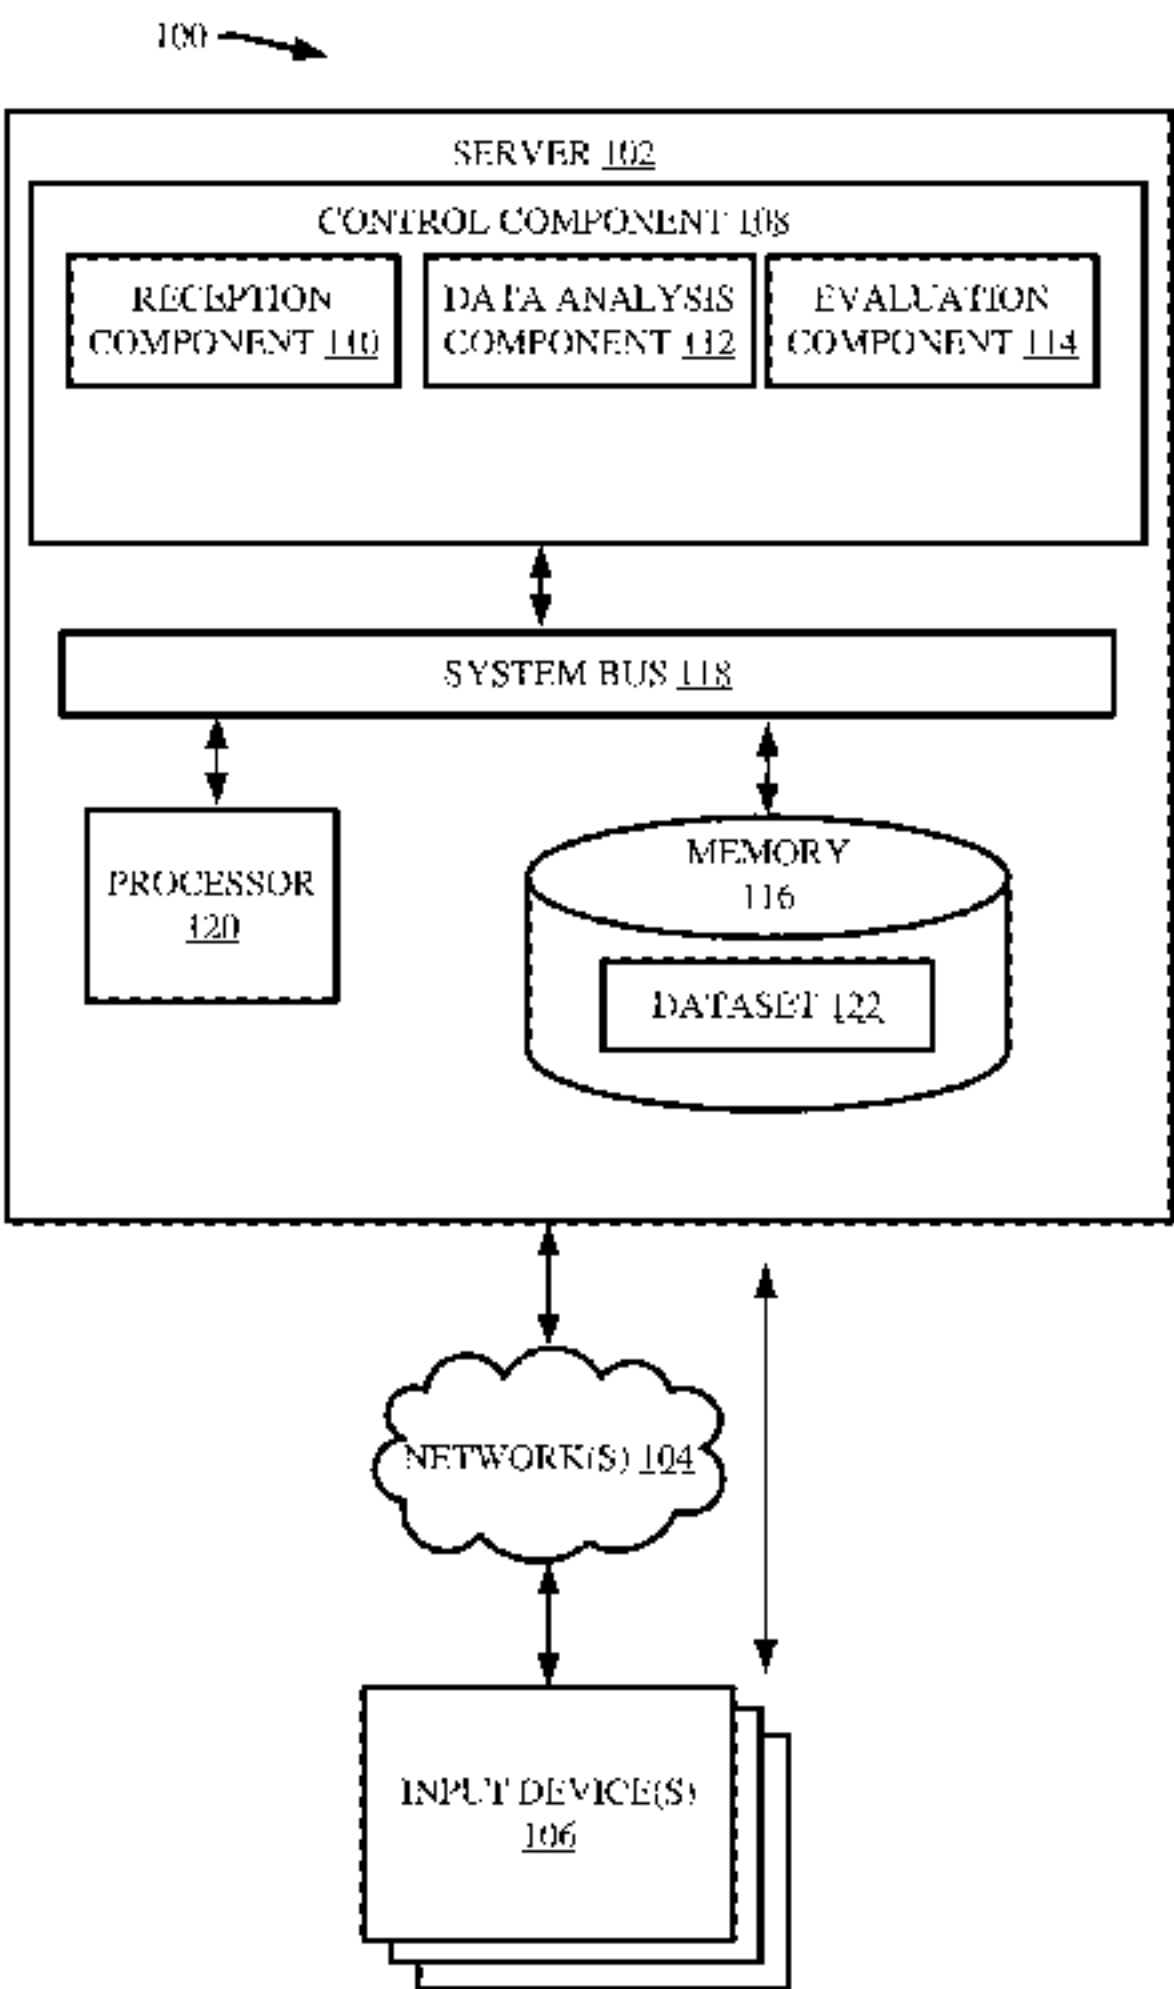 100
SERVER 102
CONTROL COMPONENT 108
RECEPTION
COMPONENT 110
DATA ANALYSIS
COMPONENT 112
EVALUATION
COMPONENT 114
SYSTEM BUS 118
PROCESSOR
120
MEMORY
116
DATASET 122
NETWORK(S) 104
INPUT DEVICE(S)
106